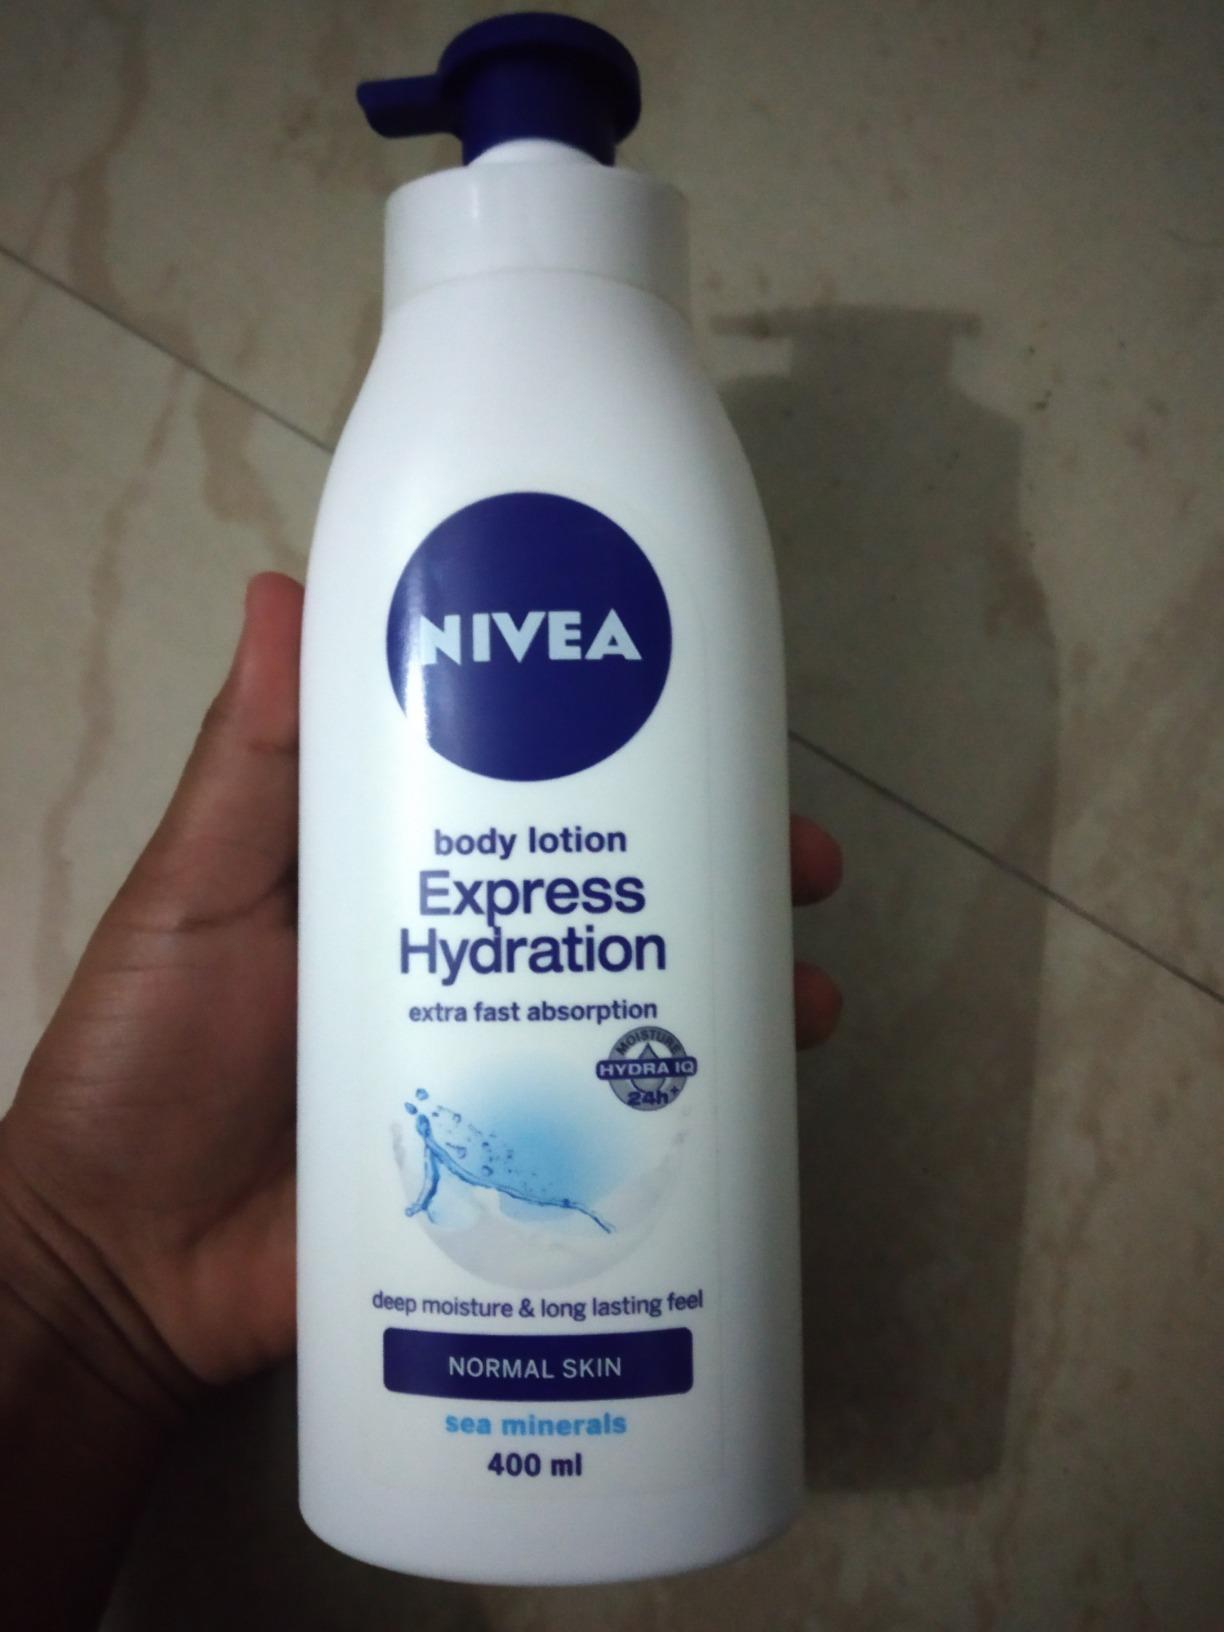 NIVEA
body lotion
Express
Hydration
extra fast absorption
MOISTURE
HYDRA IQ
24h+
deep moisture & long lasting feel
NORMAL SKIN
sea minerals
400 ml